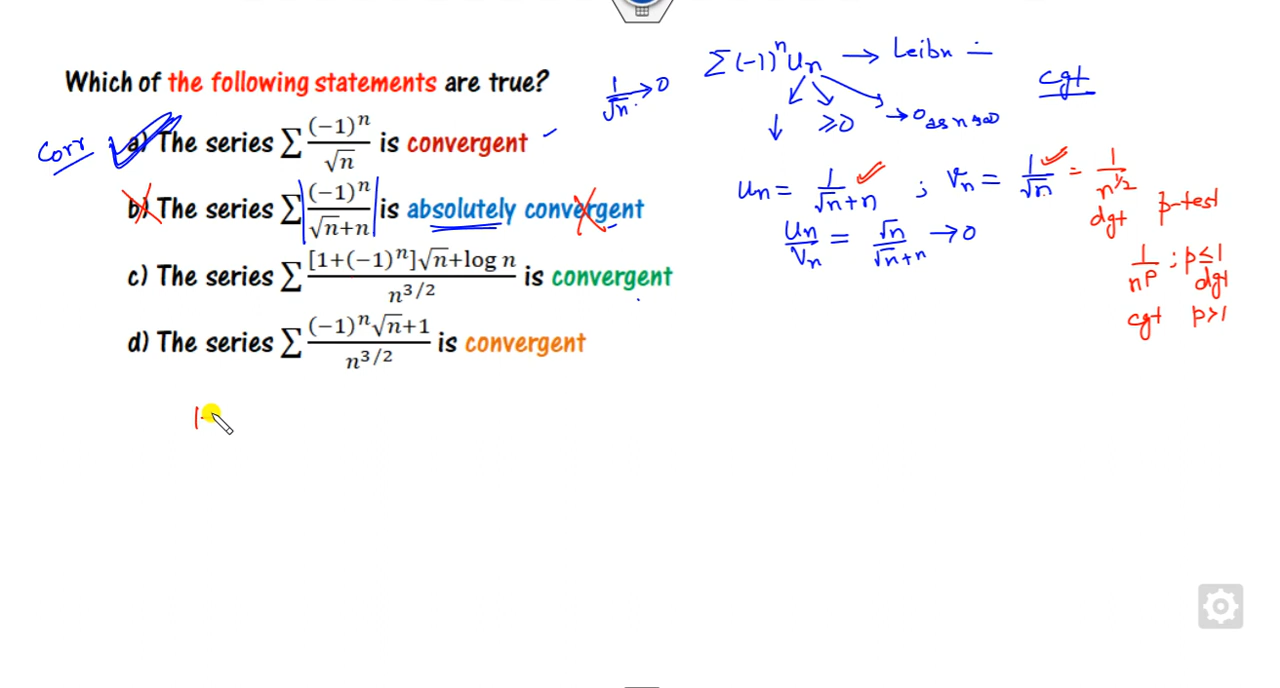 Which of the following statements are true?
Corr a) The series ∑ (-1)^n / √n is convergent
b) The series ∑ |(-1)^n / (√n+n)| is absolutely convergent
c) The series ∑ ([1+(-1)^n]√n+log n) / n^{3/2} is convergent
d) The series ∑ ((-1)^n √n+1) / n^{3/2} is convergent
1/√n → 0
∑(-1)^n u_n → Leibn
↓ ≥0 → 0 as n→∞
cgt
u_n = 1/(√n+n) ; v_n = 1/√n = 1/n^{1/2}
dgt p-test
u_n/v_n = √n/(√n+n) → 0
1/n^p ; p≤1
dgt
cgt p>1